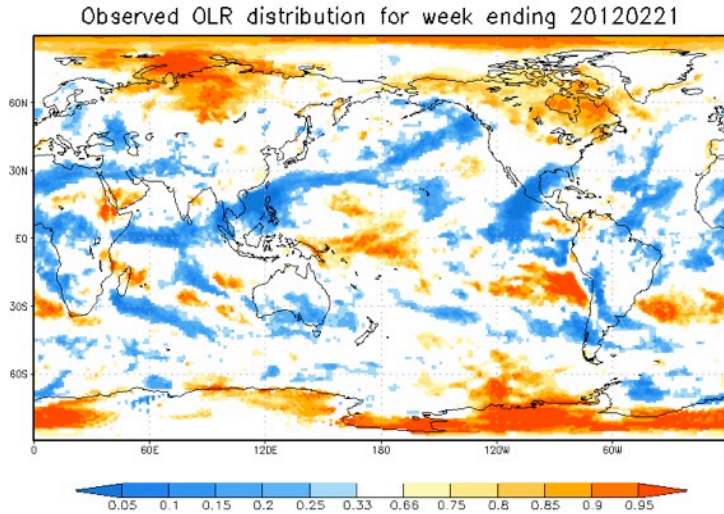 Observed OLR distribution for week ending 20120221
60N
30N
EQ
30S
60S
0 60E 120E 180 120W 60W 0
0.05 0.1 0.15 0.2 0.25 0.33 0.66 0.75 0.8 0.85 0.9 0.95